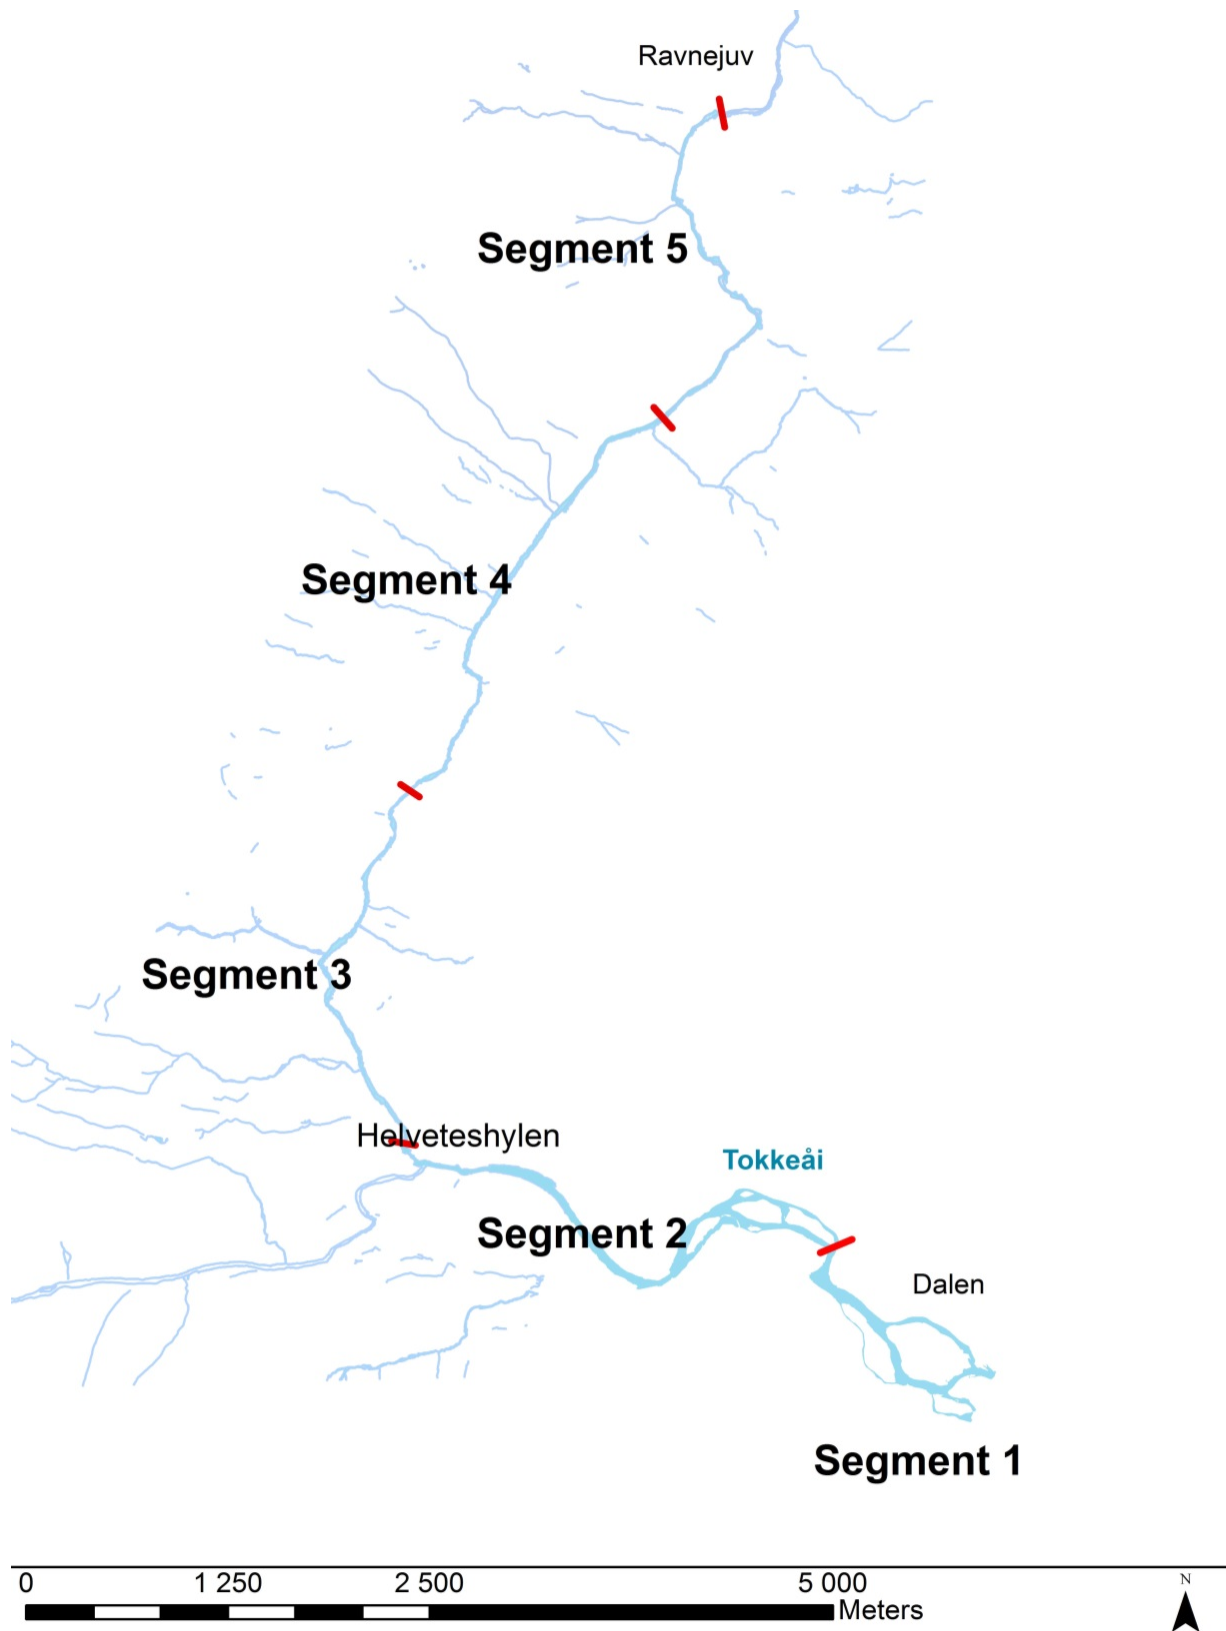 Ravnejuv
Segment 5
Segment 4
Segment 3
Helveteshylen
Tokkeåi
Segment 2
Dalen
Segment 1
0 1 250 2 500 5 000
Meters
N